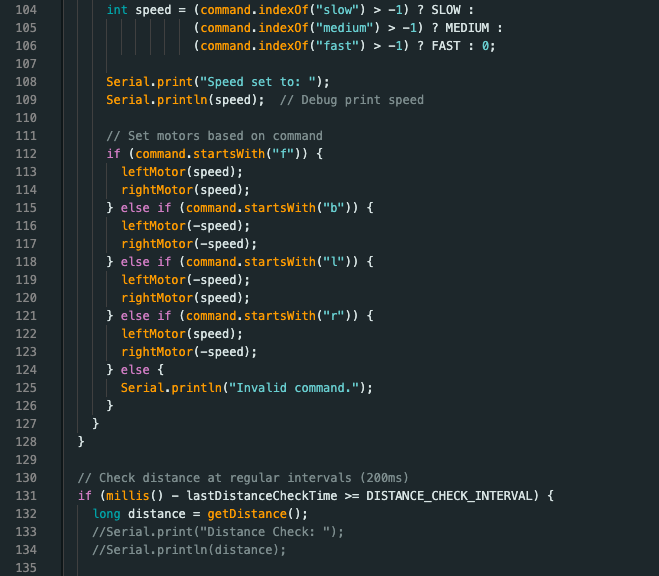 104 int speed = (command.indexOf("slow") > -1) ? SLOW :
105 (command.indexOf("medium") > -1) ? MEDIUM :
106 (command.indexOf("fast") > -1) ? FAST : 0;
107
108 Serial.print("Speed set to: ");
109 Serial.println(speed);  // Debug print speed
110
111 // Set motors based on command
112 if (command.startsWith("f")) {
113 leftMotor(speed);
114 rightMotor(speed);
115 } else if (command.startsWith("b")) {
116 leftMotor(-speed);
117 rightMotor(-speed);
118 } else if (command.startsWith("l")) {
119 leftMotor(-speed);
120 rightMotor(speed);
121 } else if (command.startsWith("r")) {
122 leftMotor(speed);
123 rightMotor(-speed);
124 } else {
125 Serial.println("Invalid command.");
126 }
127 }
128 }
129
130 // Check distance at regular intervals (200ms)
131 if (millis() - lastDistanceCheckTime >= DISTANCE_CHECK_INTERVAL) {
132 long distance = getDistance();
133 //Serial.print("Distance Check: ");
134 //Serial.println(distance);
135